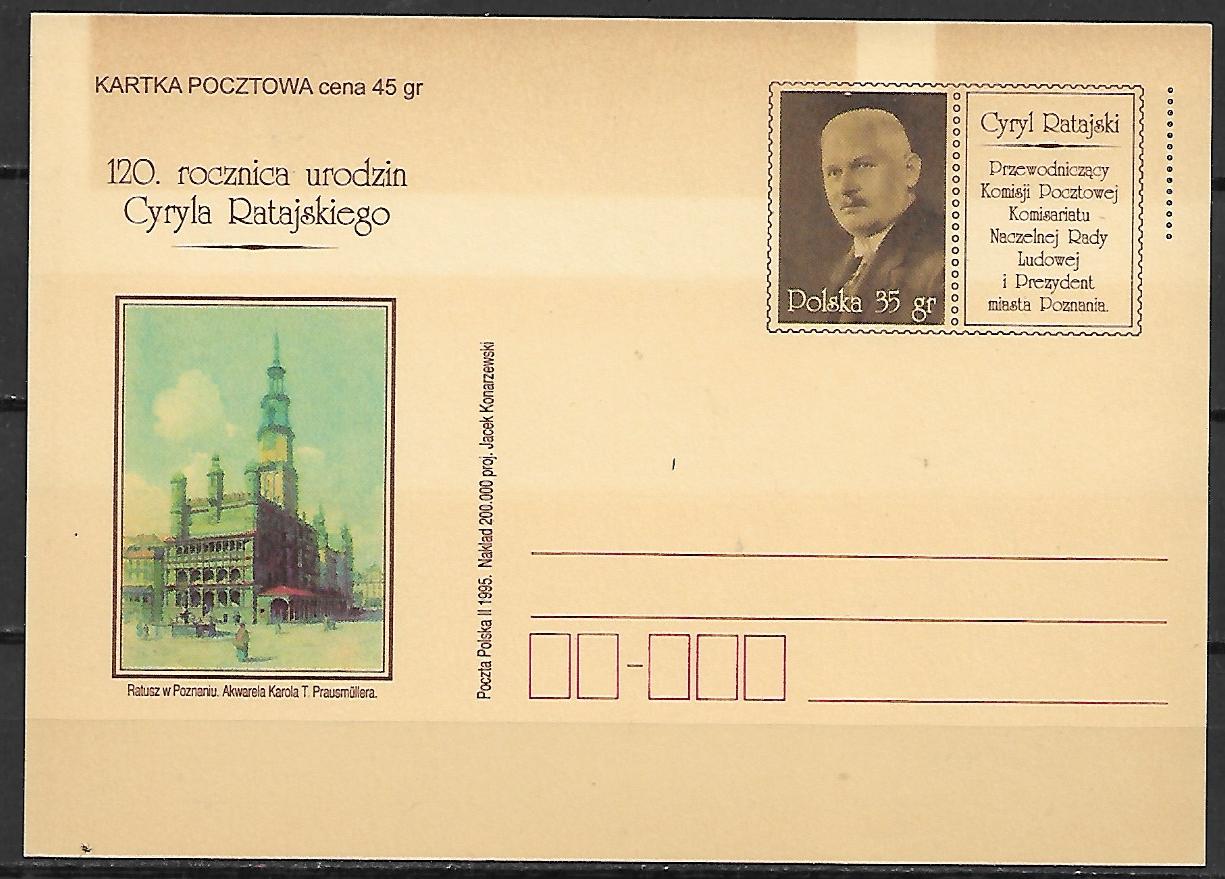 KARTKA POCZTOWA cena 45 gr
120. rocznica urodzin
Cyryla Ratajskiego
Polska 35 gr
Cyryl Ratajski
Przewodniczący
Komisji Pocztowej
Komisariatu
Naczelnej Rady
Ludowej
i Prezydent
miasta Poznania.
Ratusz w Poznaniu. Akwarela Karola T. Prausmüllera.
Poczta Polska II 1995. Nakład 200.000 proj. Jacek Konarzewski